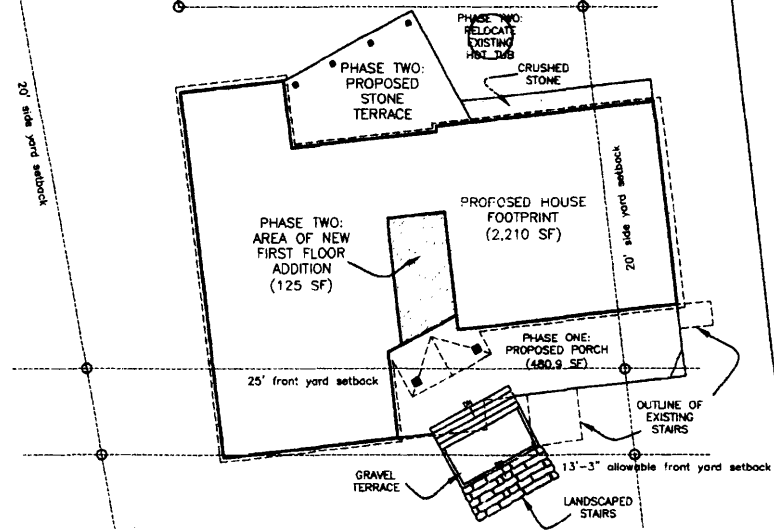 PHASE TWO:
RELOCATE
EXISTING
HOT TUB
CRUSHED
STONE
PHASE TWO:
PROPOSED
STONE
TERRACE
20' side yard setback
PROPOSED HOUSE
FOOTPRINT
(2,210 SF)
20' side yard setback
PHASE TWO:
AREA OF NEW
FIRST FLOOR
ADDITION
(125 SF)
PHASE ONE:
PROPOSED PORCH
(480.9 SF)
25' front yard setback
OUTLINE OF
EXISTING
STAIRS
GRAVEL
TERRACE
13'-3" allowable front yard setback
LANDSCAPED
STAIRS